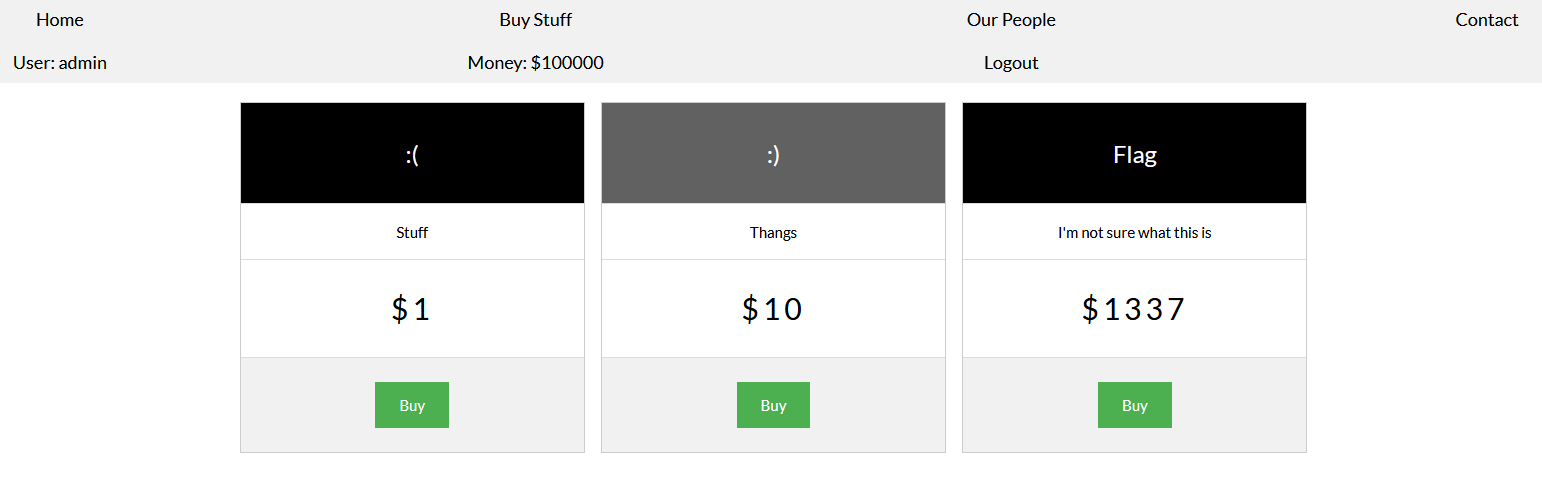 Home Buy Stuff Our People Contact
User: admin Money: $100000 Logout
:( :) Flag
Stuff Thangs I'm not sure what this is
$1 $10 $1337
Buy Buy Buy